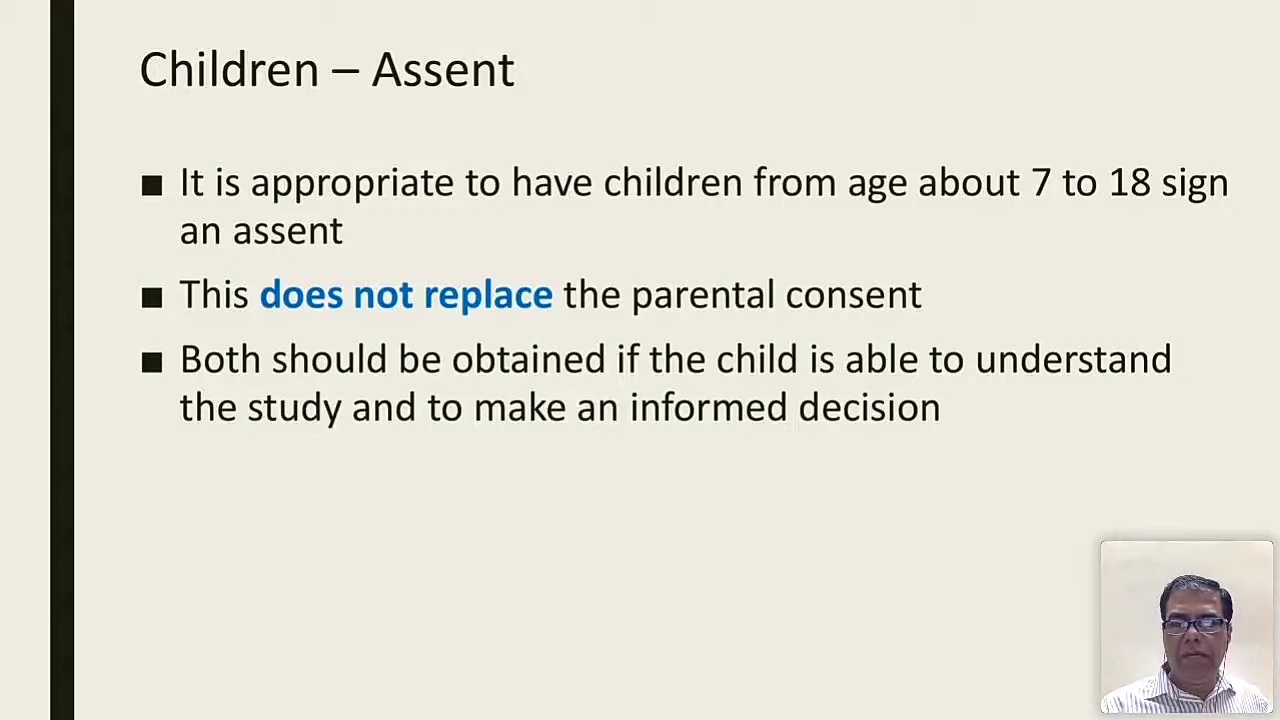 Children – Assent
■ It is appropriate to have children from age about 7 to 18 sign
an assent
■ This does not replace the parental consent
■ Both should be obtained if the child is able to understand
the study and to make an informed decision